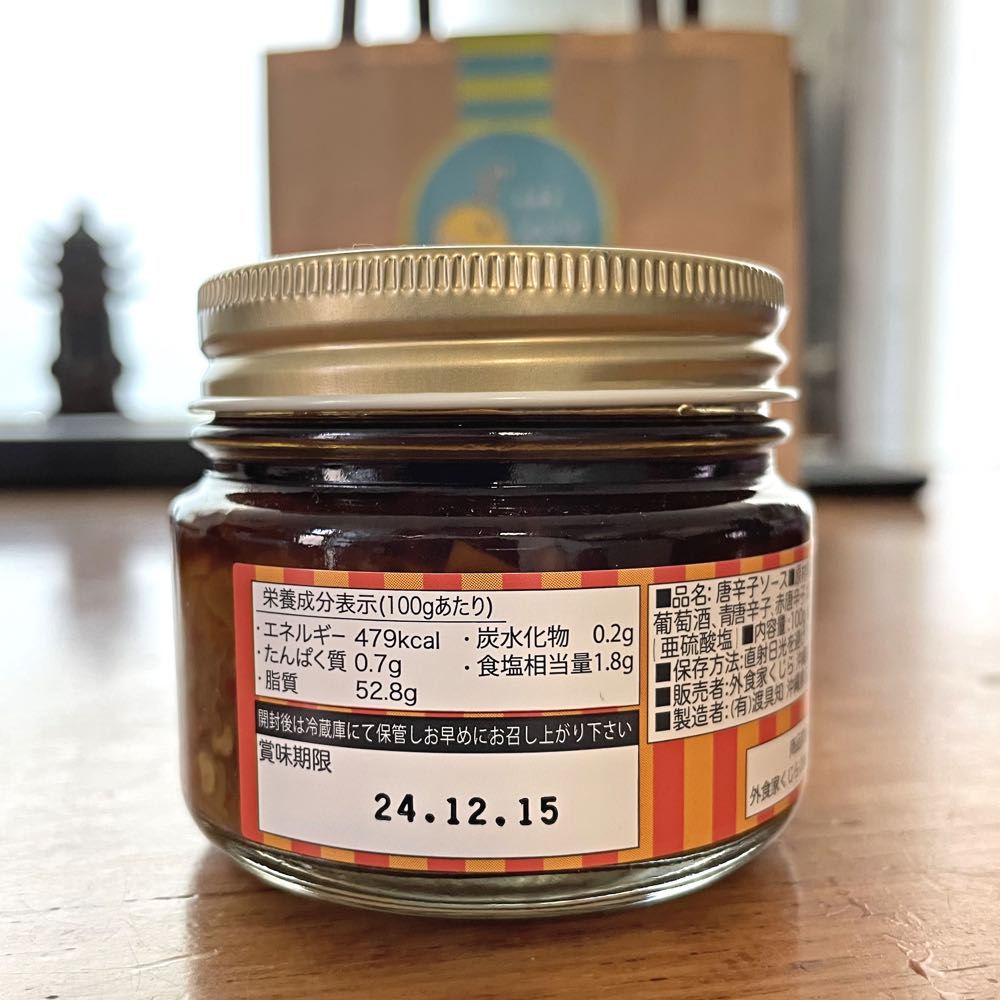 栄養成分表示(100gあたり)
・エネルギー 479kcal ・炭水化物 0.2g
・たんぱく質 0.7g ・食塩相当量1.8g
・脂質 52.8g
開封後は冷蔵庫にて保管しお早めにお召し上がり下さい
賞味期限
24.12.15
■品名:唐辛子ソース■原材
葡萄酒、青唐辛子、赤唐辛子
(亜硫酸塩)■内容量:100g
■保存方法:直射日光を避
■販売者:外食家くじら 沖縄
■製造者:(有)渡具知 沖縄
外食家くじら